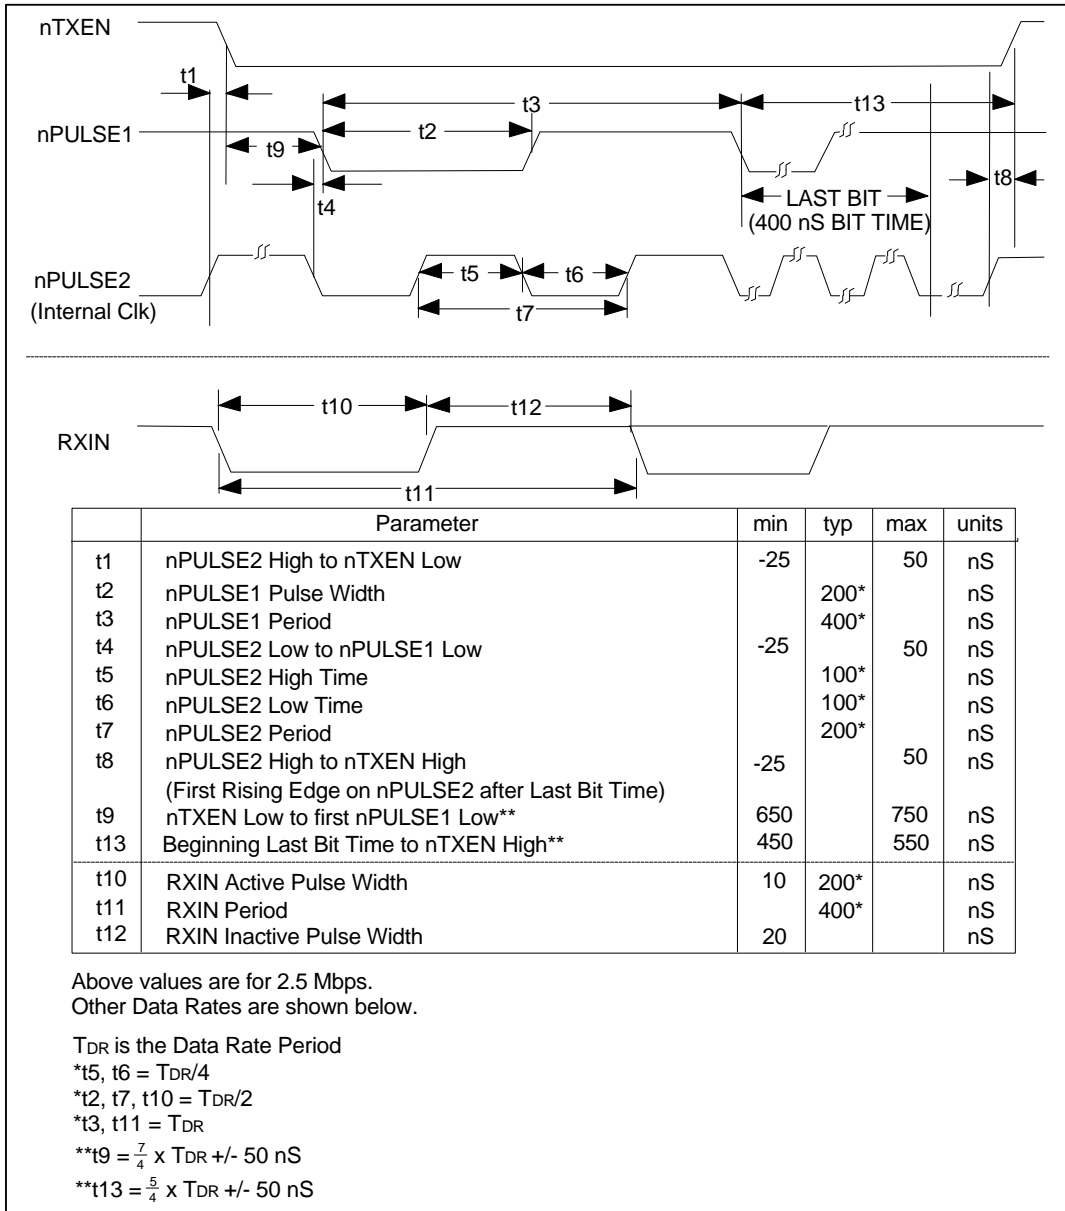 nTXEN
t1
t3
t13
nPULSE1
t2
t9
t4
t8
LAST BIT
(400 nS BIT TIME)
nPULSE2
(Internal Clk)
t5
t6
t7
RXIN
t10
t12
t11
Parameter min typ max units
t1 nPULSE2 High to nTXEN Low -25 50 nS
t2 nPULSE1 Pulse Width 200* nS
t3 nPULSE1 Period 400* nS
t4 nPULSE2 Low to nPULSE1 Low -25 50 nS
t5 nPULSE2 High Time 100* nS
t6 nPULSE2 Low Time 100* nS
t7 nPULSE2 Period 200* nS
t8 nPULSE2 High to nTXEN High -25 50 nS
(First Rising Edge on nPULSE2 after Last Bit Time)
t9 nTXEN Low to first nPULSE1 Low** 650 750 nS
t13 Beginning Last Bit Time to nTXEN High** 450 550 nS
t10 RXIN Active Pulse Width 10 200* nS
t11 RXIN Period 400* nS
t12 RXIN Inactive Pulse Width 20 nS
Above values are for 2.5 Mbps.
Other Data Rates are shown below.
TDR is the Data Rate Period
*t5, t6 = TDR/4
*t2, t7, t10 = TDR/2
*t3, t11 = TDR
**t9 = 7/4 x TDR +/- 50 nS
**t13 = 5/4 x TDR +/- 50 nS